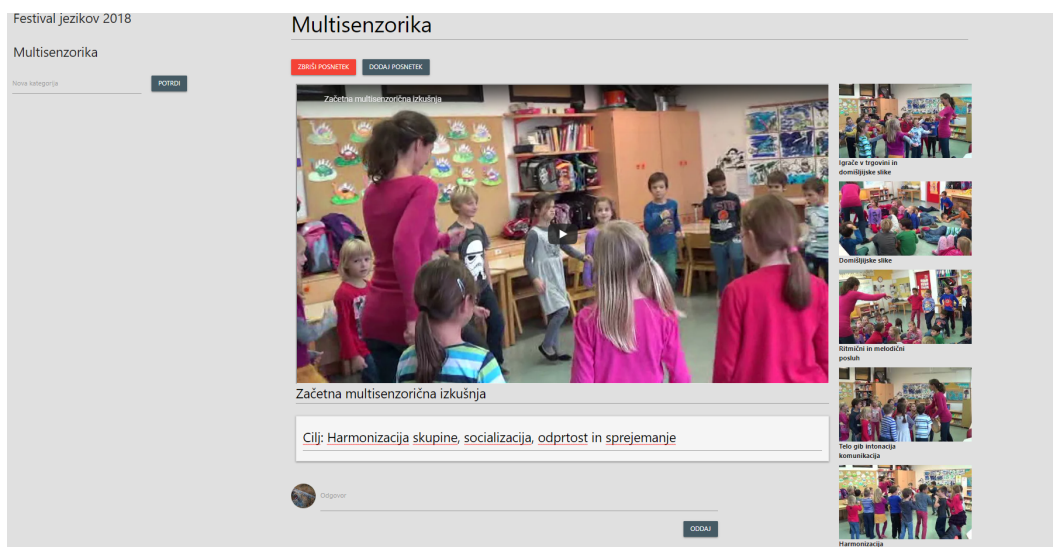 Festival jezikov 2018
Multisenzorika
Nova kategorija
POTRDI
Multisenzorika
ZBRIŠI POSNETEK
DODAJ POSNETEK
Začetna multisenzorična izkušnja
Začetna multisenzorična izkušnja
Cilj: Harmonizacija skupine, socializacija, odprtost in sprejemanje
Odgovor
ODDAJ
Igrače v trgovini in
domišljijske slike
Domišljijske slike
Ritmični in melodični
posluh
Telo gib intonacija
komunikacija
Harmonizacija